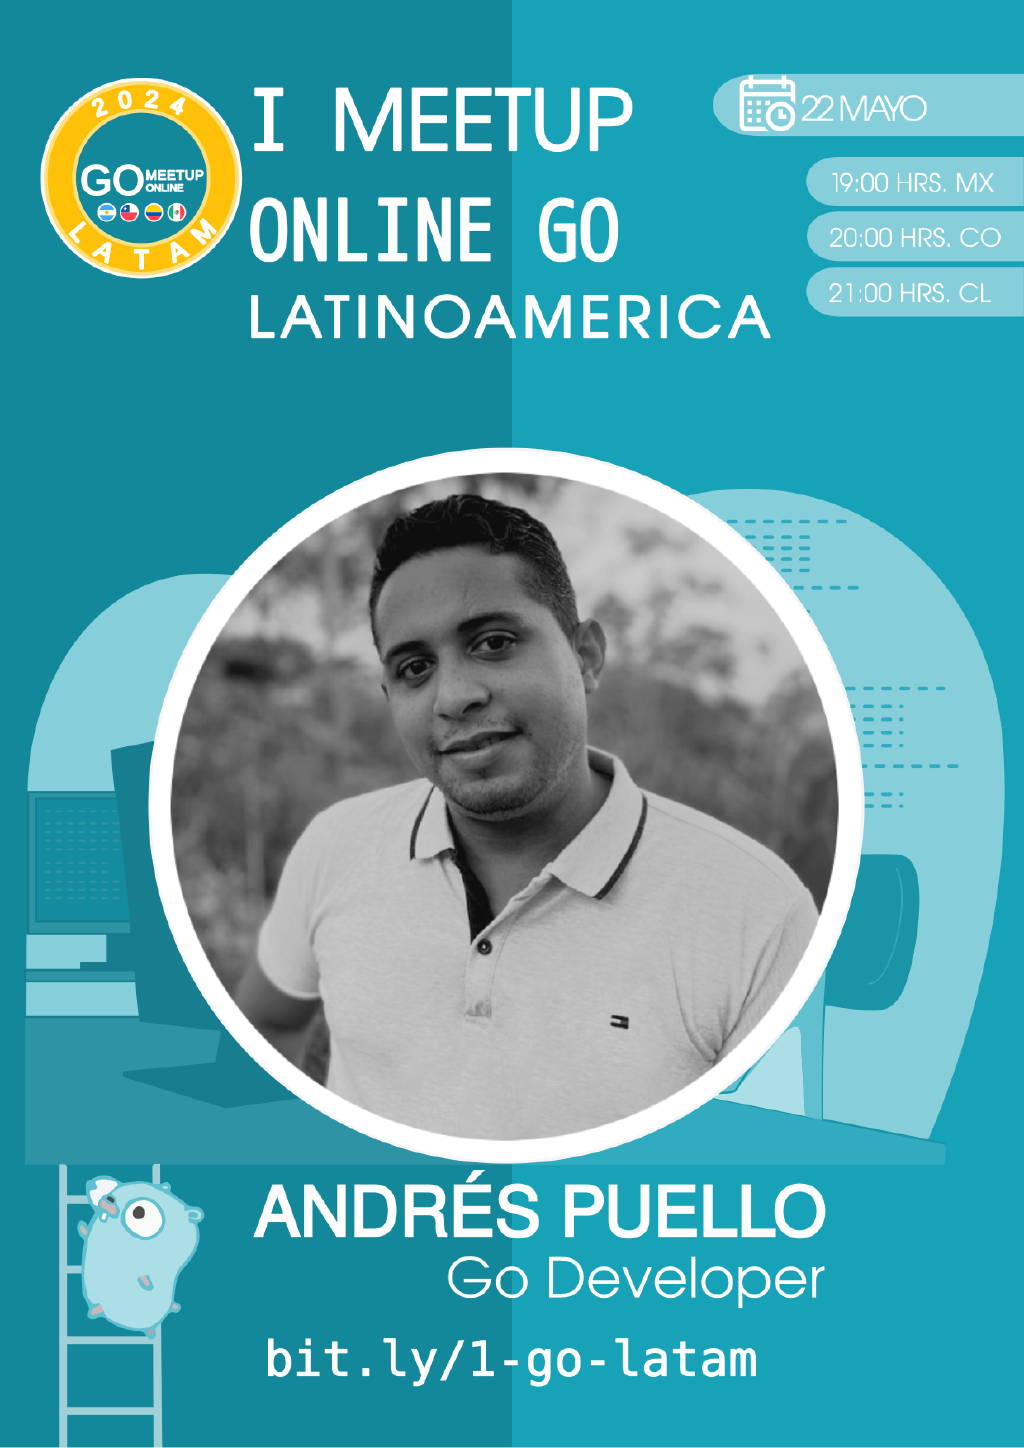 2024
GO MEETUP
ONLINE
LATAM
I MEETUP
ONLINE GO
LATINOAMERICA
22 MAYO
19:00 HRS. MX
20:00 HRS. CO
21:00 HRS. CL
ANDRÉS PUELLO
Go Developer
bit.ly/1-go-latam